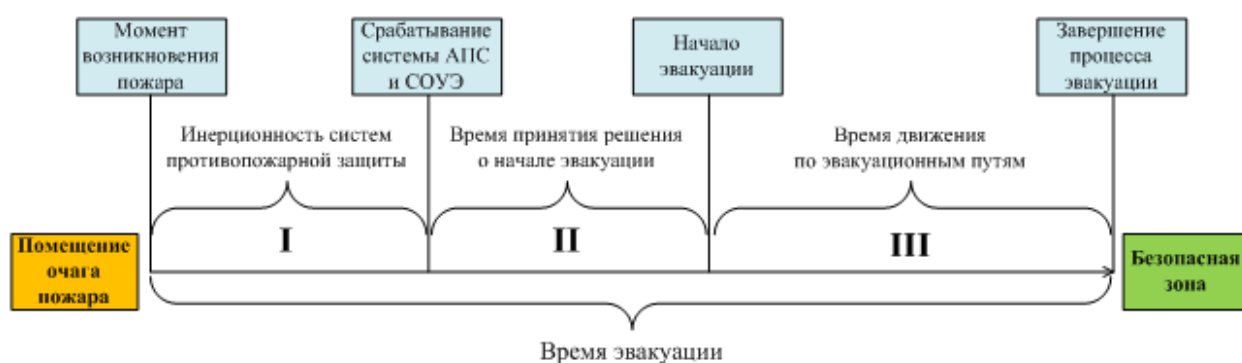 Момент
возникновения
пожара
Срабатывание
системы АПС
и СОУЭ
Начало
эвакуации
Завершение
процесса
эвакуации
Инерционность систем
противопожарной защиты
Время принятия решения
о начале эвакуации
Время движения
по эвакуационным путям
I
II
III
Помещение
очага
пожара
Безопасная
зона
Время эвакуации